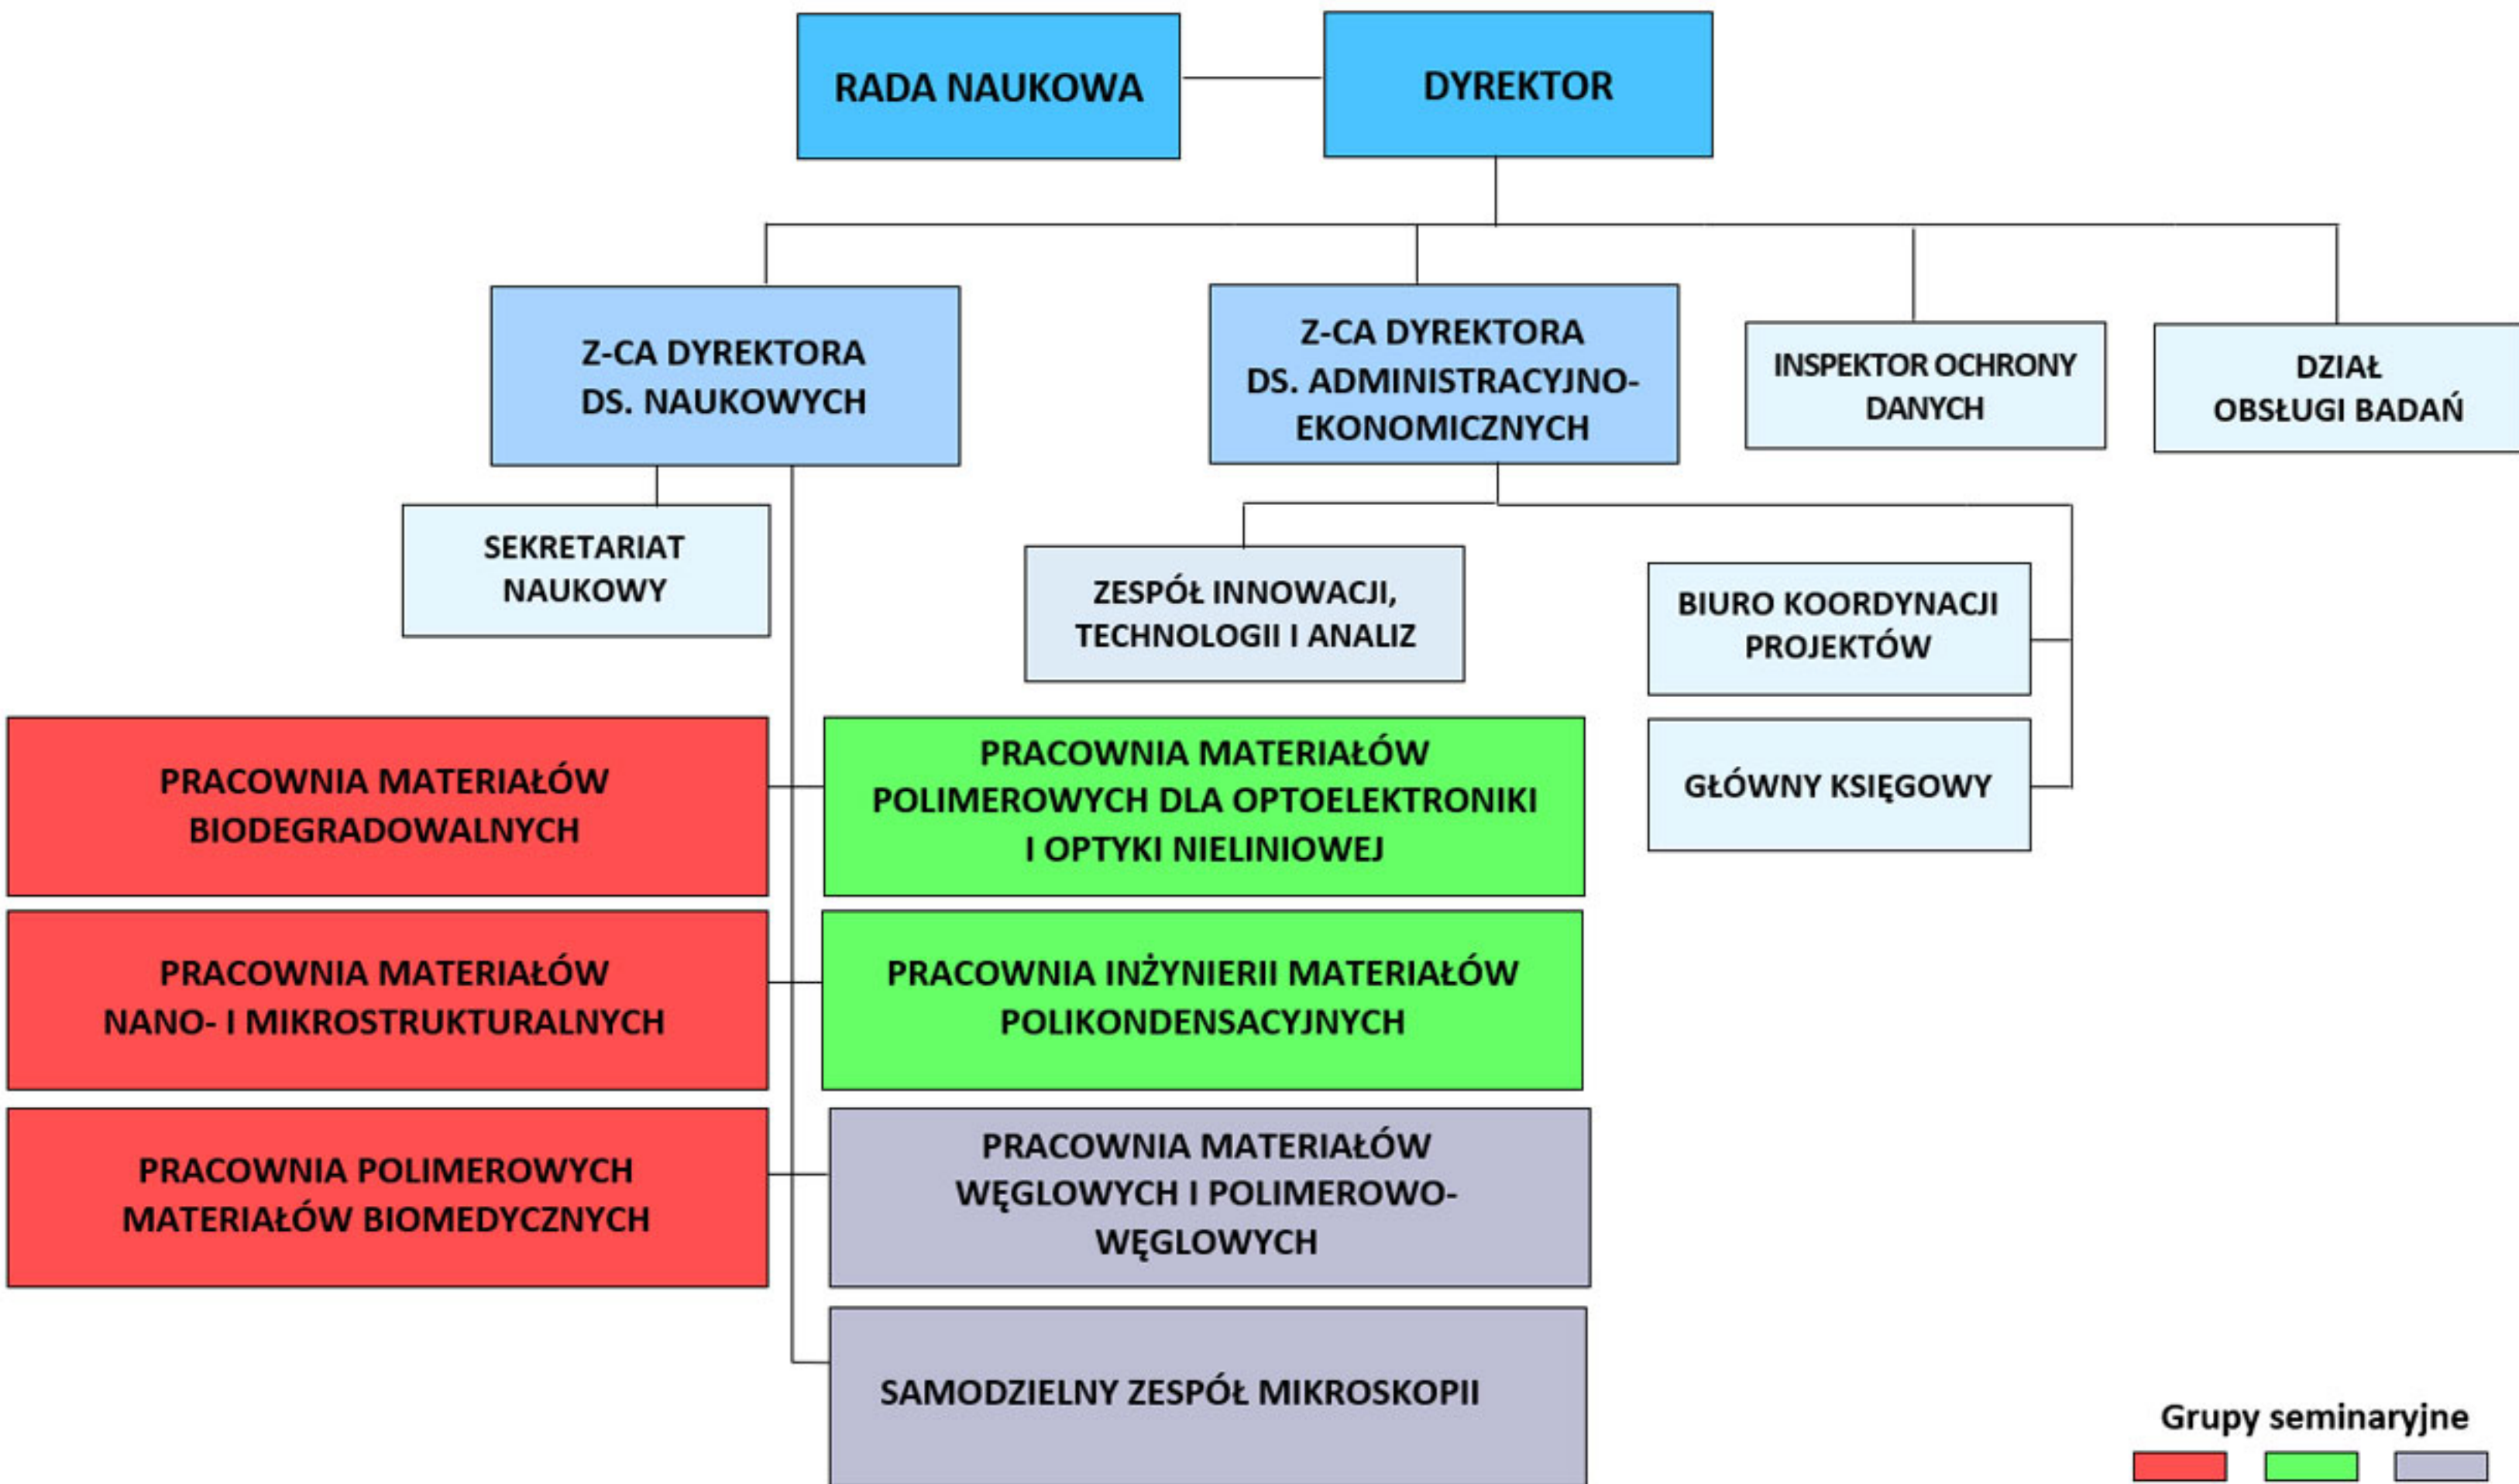 RADA NAUKOWA
DYREKTOR
Z-CA DYREKTORA
DS. NAUKOWYCH
Z-CA DYREKTORA
DS. ADMINISTRACYJNO-
EKONOMICZNYCH
INSPEKTOR OCHRONY
DANYCH
DZIAŁ
OBSŁUGI BADAŃ
SEKRETARIAT
NAUKOWY
ZESPÓŁ INNOWACJI,
TECHNOLOGII I ANALIZ
BIURO KOORDYNACJI
PROJEKTÓW
GŁÓWNY KSIĘGOWY
PRACOWNIA MATERIAŁÓW
BIODEGRADOWALNYCH
PRACOWNIA MATERIAŁÓW
POLIMEROWYCH DLA OPTOELEKTRONIKI
I OPTYKI NIELINIOWEJ
PRACOWNIA MATERIAŁÓW
NANO- I MIKROSTRUKTURALNYCH
PRACOWNIA INŻYNIERII MATERIAŁÓW
POLIKONDENSACYJNYCH
PRACOWNIA POLIMEROWYCH
MATERIAŁÓW BIOMEDYCZNYCH
PRACOWNIA MATERIAŁÓW
WĘGLOWYCH I POLIMEROWO-
WĘGLOWYCH
SAMODZIELNY ZESPÓŁ MIKROSKOPII
Grupy seminaryjne